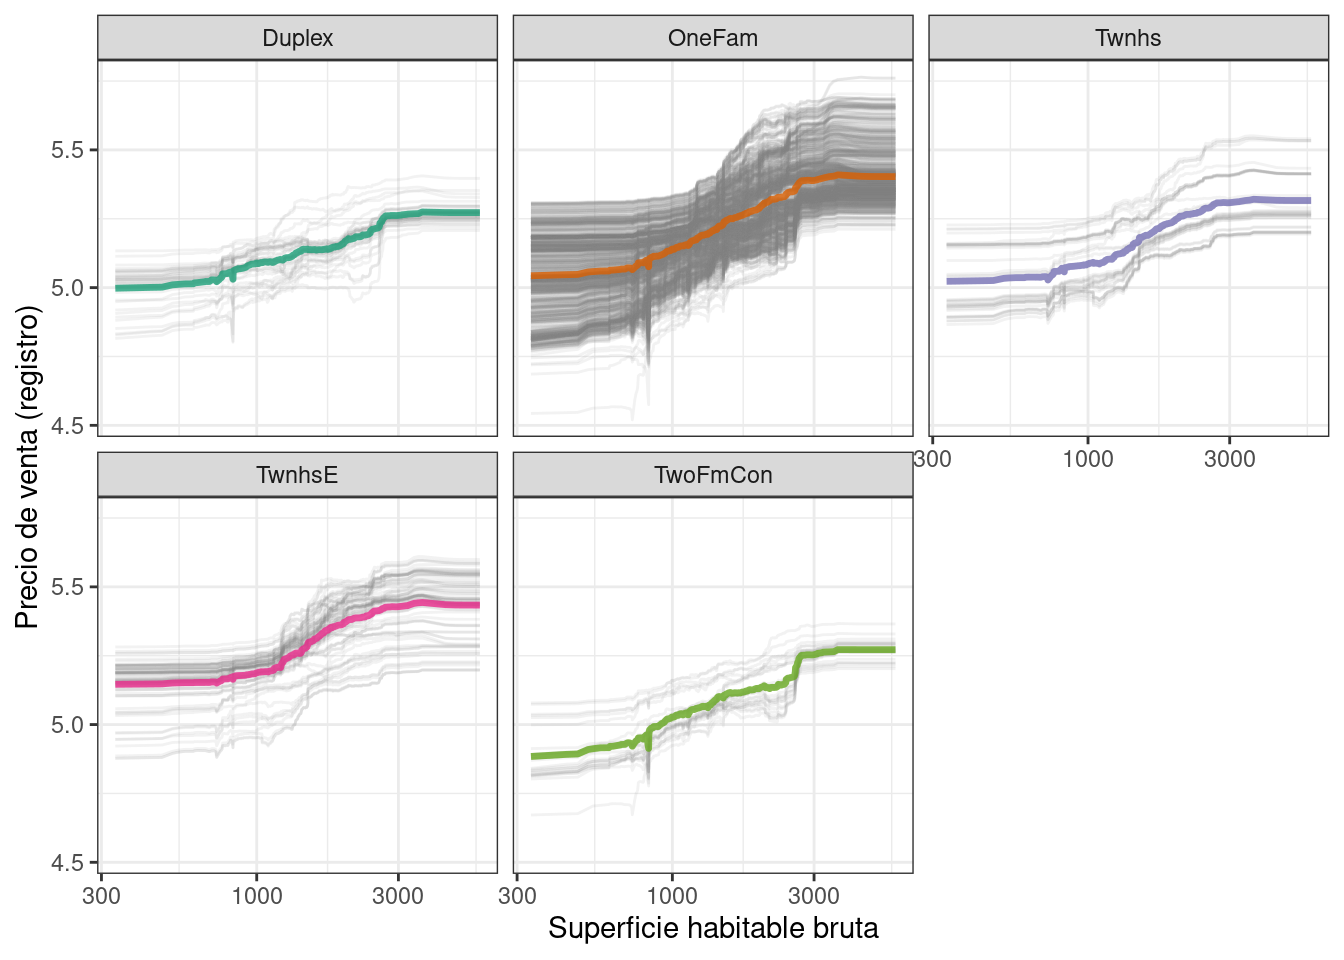 Duplex
OneFam
Twnhs
5.5
5.0
4.5
300 1000 3000
TwnhsE
TwoFmCon
5.5
5.0
4.5
300 1000 3000
300 1000 3000
Superficie habitable bruta
Precio de venta (registro)